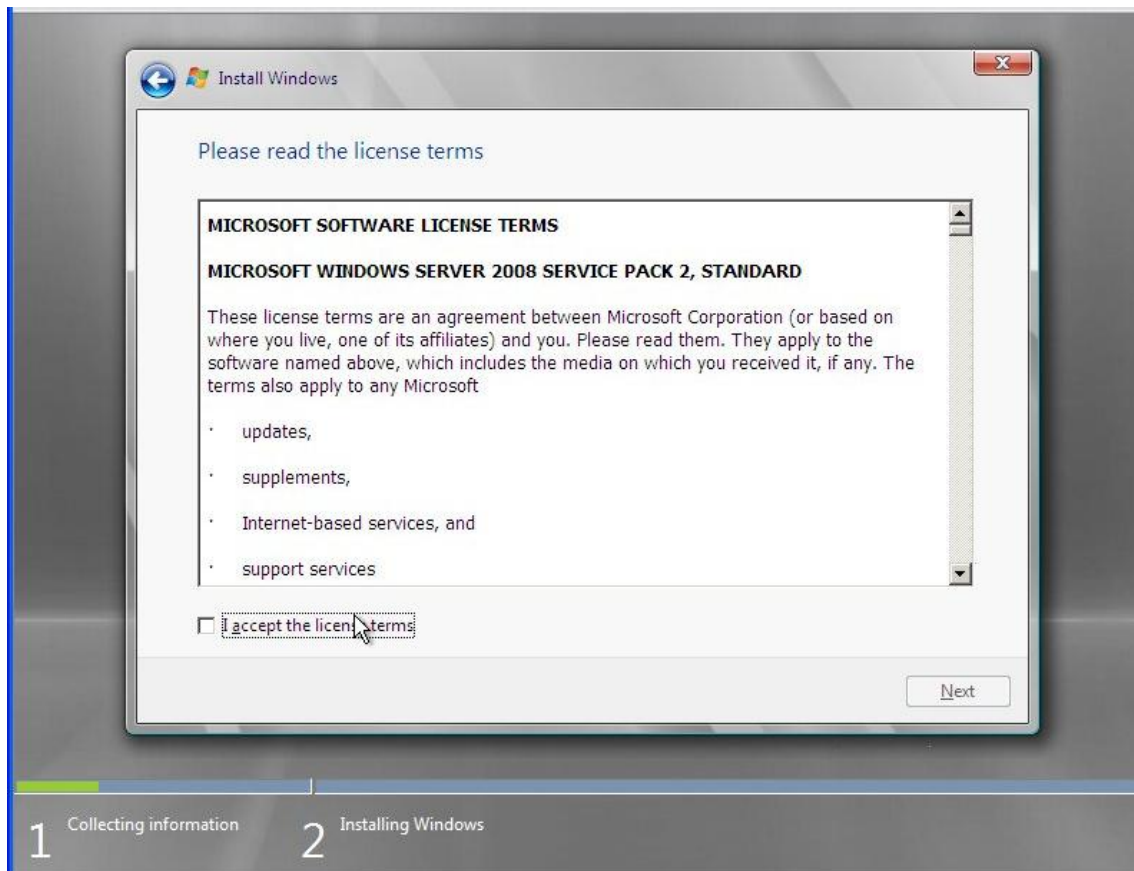 Install Windows
Please read the license terms
MICROSOFT SOFTWARE LICENSE TERMS
MICROSOFT WINDOWS SERVER 2008 SERVICE PACK 2, STANDARD
These license terms are an agreement between Microsoft Corporation (or based on
where you live, one of its affiliates) and you. Please read them. They apply to the
software named above, which includes the media on which you received it, if any. The
terms also apply to any Microsoft
· updates,
· supplements,
· Internet-based services, and
· support services
I accept the license terms
Next
1 Collecting information 2 Installing Windows